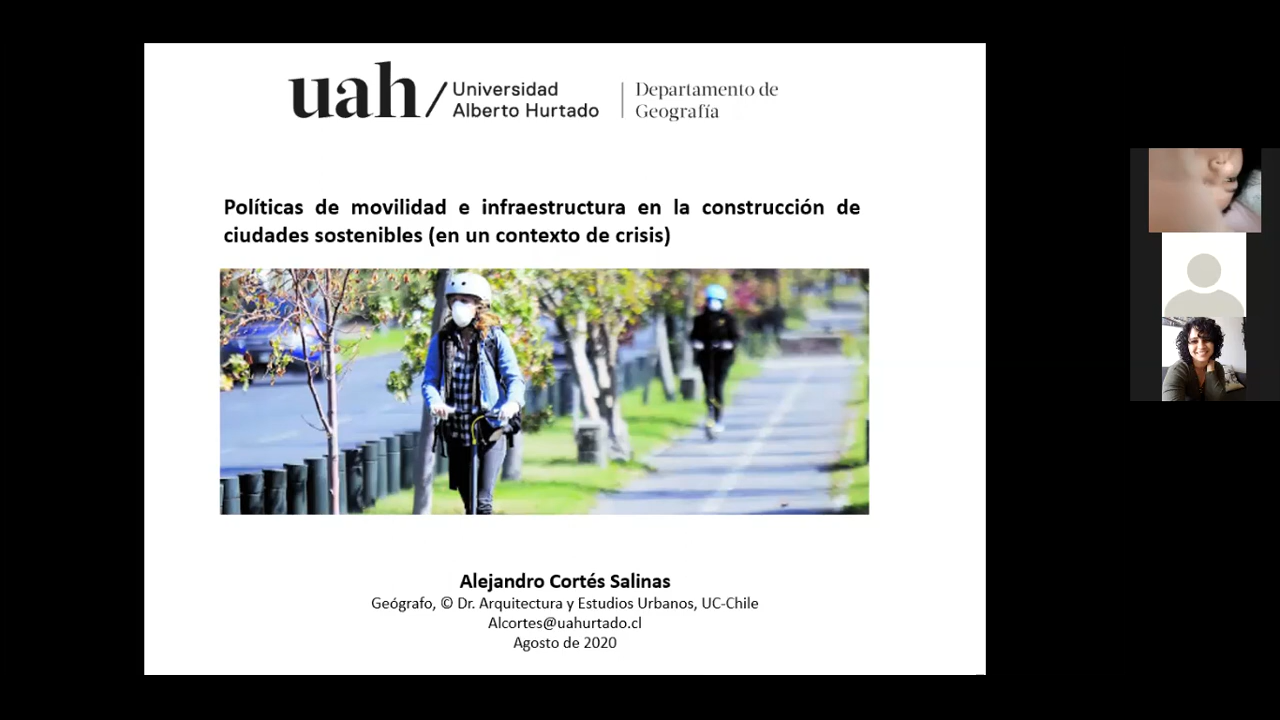 uah/ Universidad Alberto Hurtado | Departamento de Geografía
Políticas de movilidad e infraestructura en la construcción de
ciudades sostenibles (en un contexto de crisis)
Alejandro Cortés Salinas
Geógrafo, © Dr. Arquitectura y Estudios Urbanos, UC-Chile
Alcortes@uahurtado.cl
Agosto de 2020